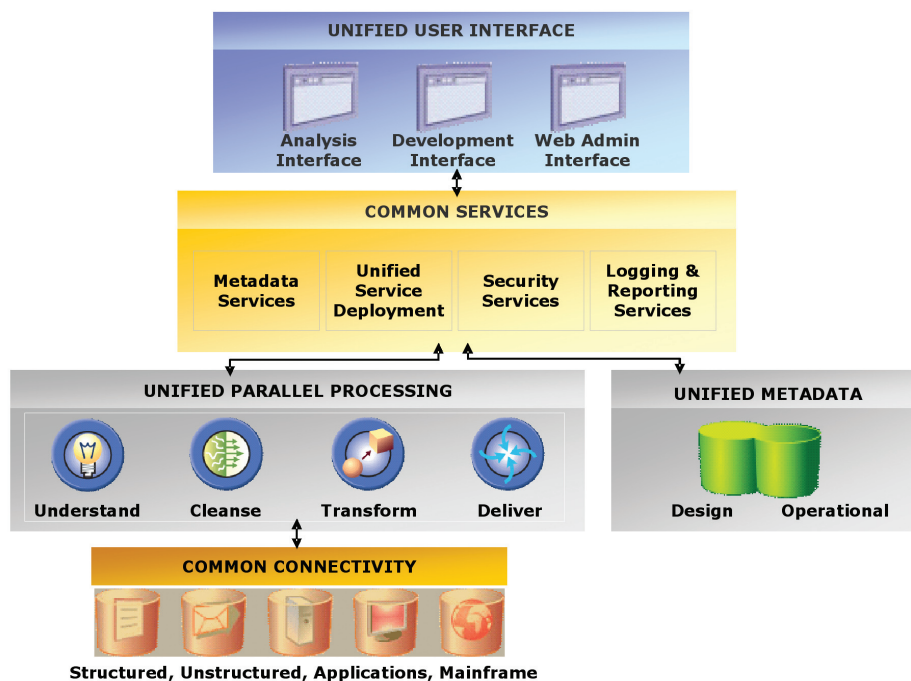 UNIFIED USER INTERFACE
Analysis
Interface
Development
Interface
Web Admin
Interface
COMMON SERVICES
Metadata
Services
Unified
Service
Deployment
Security
Services
Logging &
Reporting
Services
UNIFIED PARALLEL PROCESSING
Understand
Cleanse
Transform
Deliver
UNIFIED METADATA
Design
Operational
COMMON CONNECTIVITY
Structured, Unstructured, Applications, Mainframe